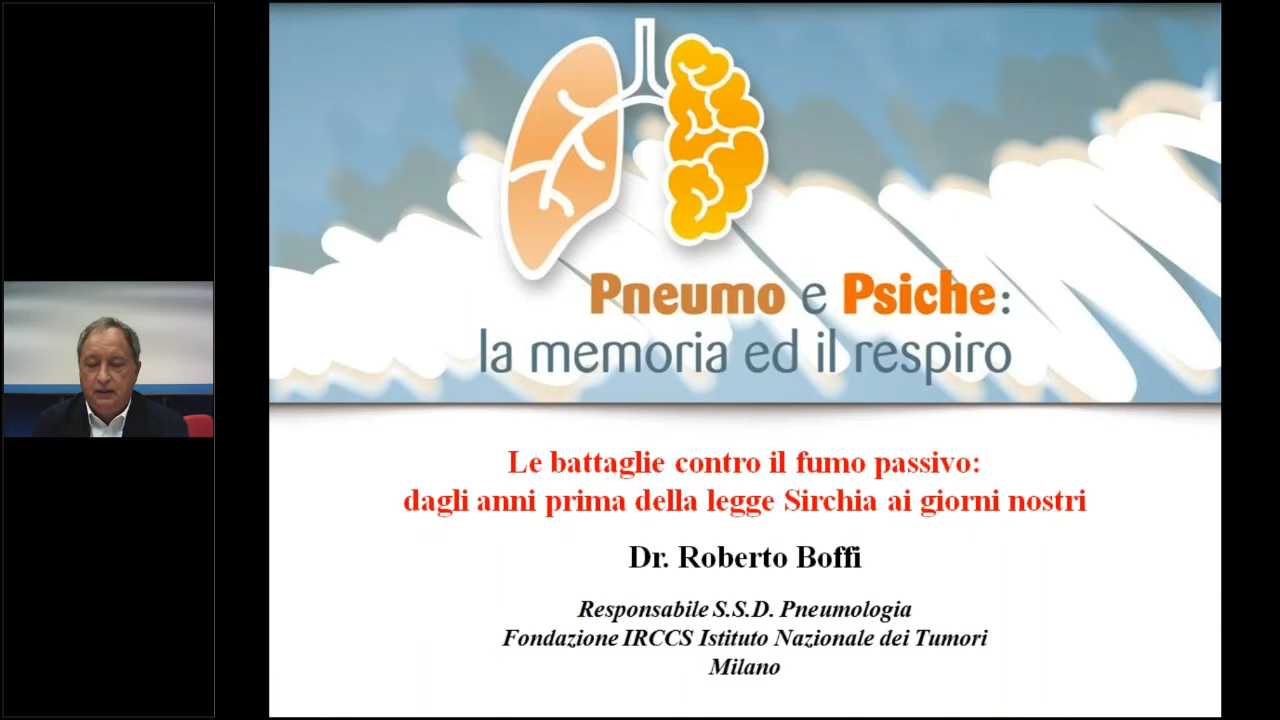 Pneumo e Psiche:
la memoria ed il respiro
Le battaglie contro il fumo passivo:
dagli anni prima della legge Sirchia ai giorni nostri
Dr. Roberto Boffi
Responsabile S.S.D. Pneumologia
Fondazione IRCCS Istituto Nazionale dei Tumori
Milano